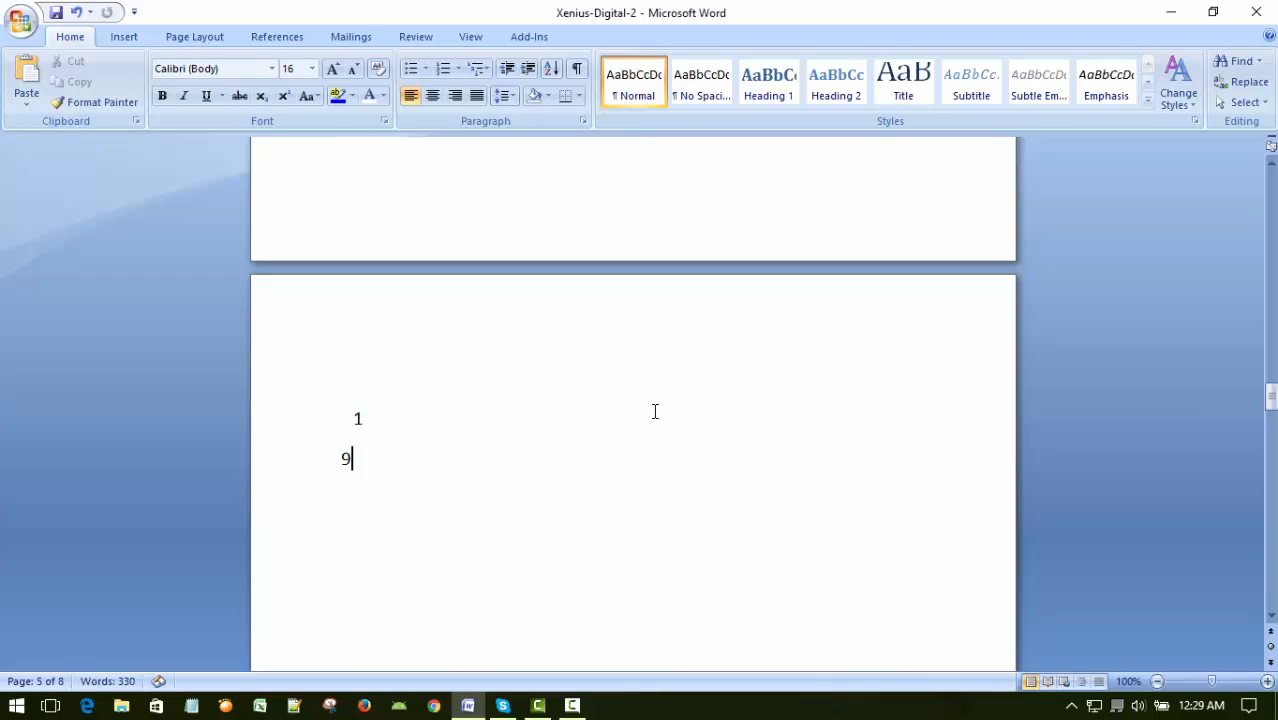 Xenius-Digital-2 - Microsoft Word
Home Insert Page Layout References Mailings Review View Add-Ins
Paste
Cut
Copy
Format Painter
Clipboard
Calibri (Body) 16
Font
Paragraph
AaBbCcDc AaBbCcDc AaBbCc AaBbCc AaB AaBbCc. AaBbCcDc AaBbCcDc
¶ Normal ¶ No Spaci... Heading 1 Heading 2 Title Subtitle Subtle Em... Emphasis
Change
Styles
Styles
Find
Replace
Select
Editing
1
9
Page: 5 of 8 Words: 330 100%
12:29 AM